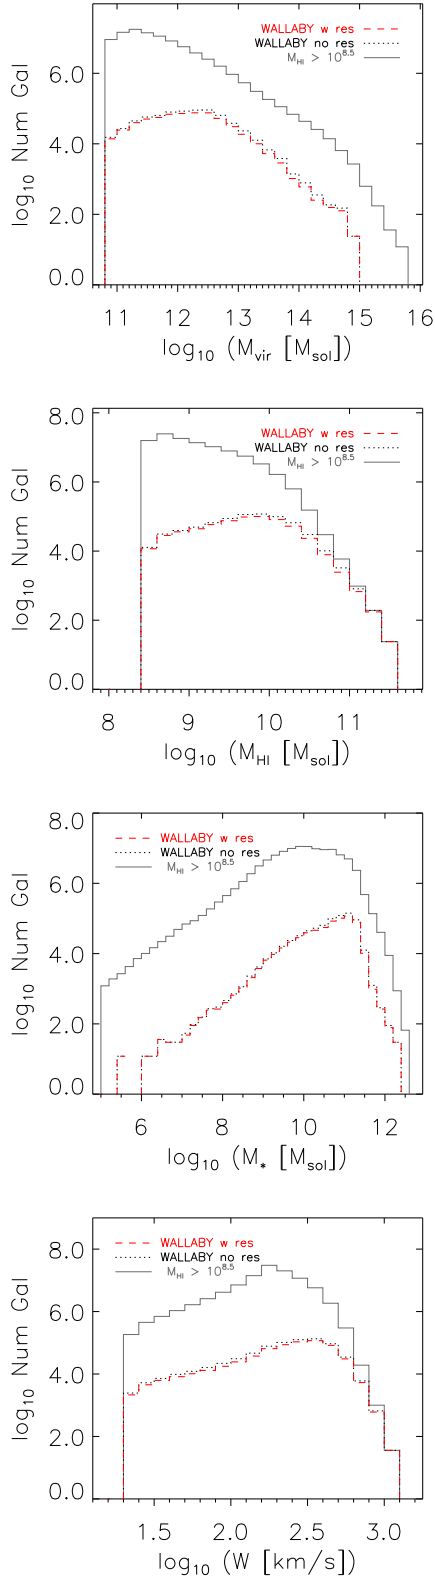 WALLABY w res
WALLABY no res
M_HI > 10^8.5
log₁₀ Num Gal
6.0
4.0
2.0
0.0
11 12 13 14 15 16
log₁₀ (M_vir [M_sol])
WALLABY w res
WALLABY no res
M_HI > 10^8.5
log₁₀ Num Gal
8.0
6.0
4.0
2.0
0.0
8 9 10 11
log₁₀ (M_HI [M_sol])
WALLABY w res
WALLABY no res
M_HI > 10^8.5
log₁₀ Num Gal
8.0
6.0
4.0
2.0
0.0
6 8 10 12
log₁₀ (M_* [M_sol])
WALLABY w res
WALLABY no res
M_HI > 10^8.5
log₁₀ Num Gal
8.0
6.0
4.0
2.0
0.0
1.5 2.0 2.5 3.0
log₁₀ (W [km/s])